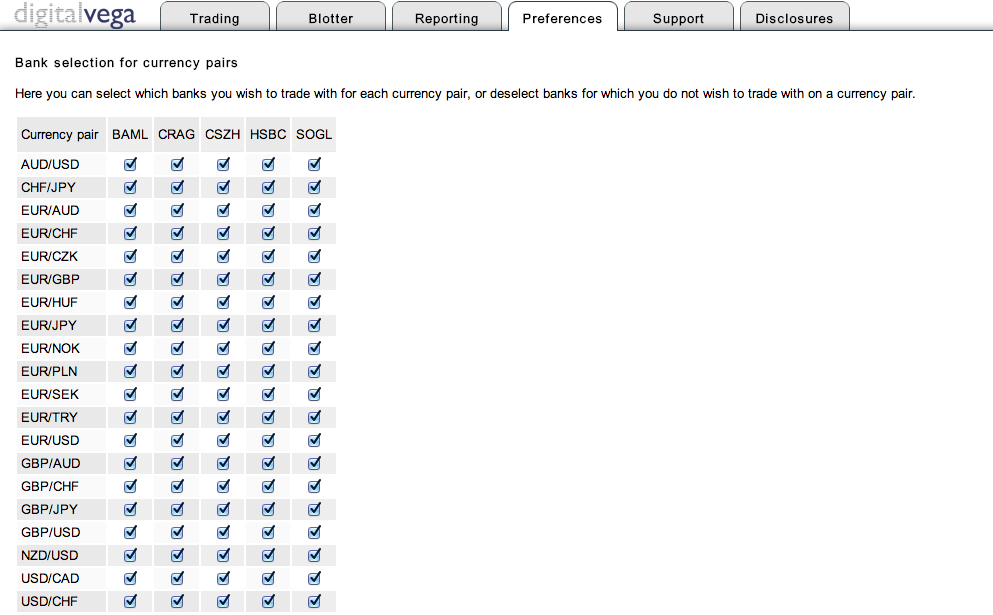 digitalvega
Trading Blotter Reporting Preferences Support Disclosures
Bank selection for currency pairs
Here you can select which banks you wish to trade with for each currency pair, or deselect banks for which you do not wish to trade with on a currency pair.
Currency pair BAML CRAG CSZH HSBC SOGL
AUD/USD
CHF/JPY
EUR/AUD
EUR/CHF
EUR/CZK
EUR/GBP
EUR/HUF
EUR/JPY
EUR/NOK
EUR/PLN
EUR/SEK
EUR/TRY
EUR/USD
GBP/AUD
GBP/CHF
GBP/JPY
GBP/USD
NZD/USD
USD/CAD
USD/CHF